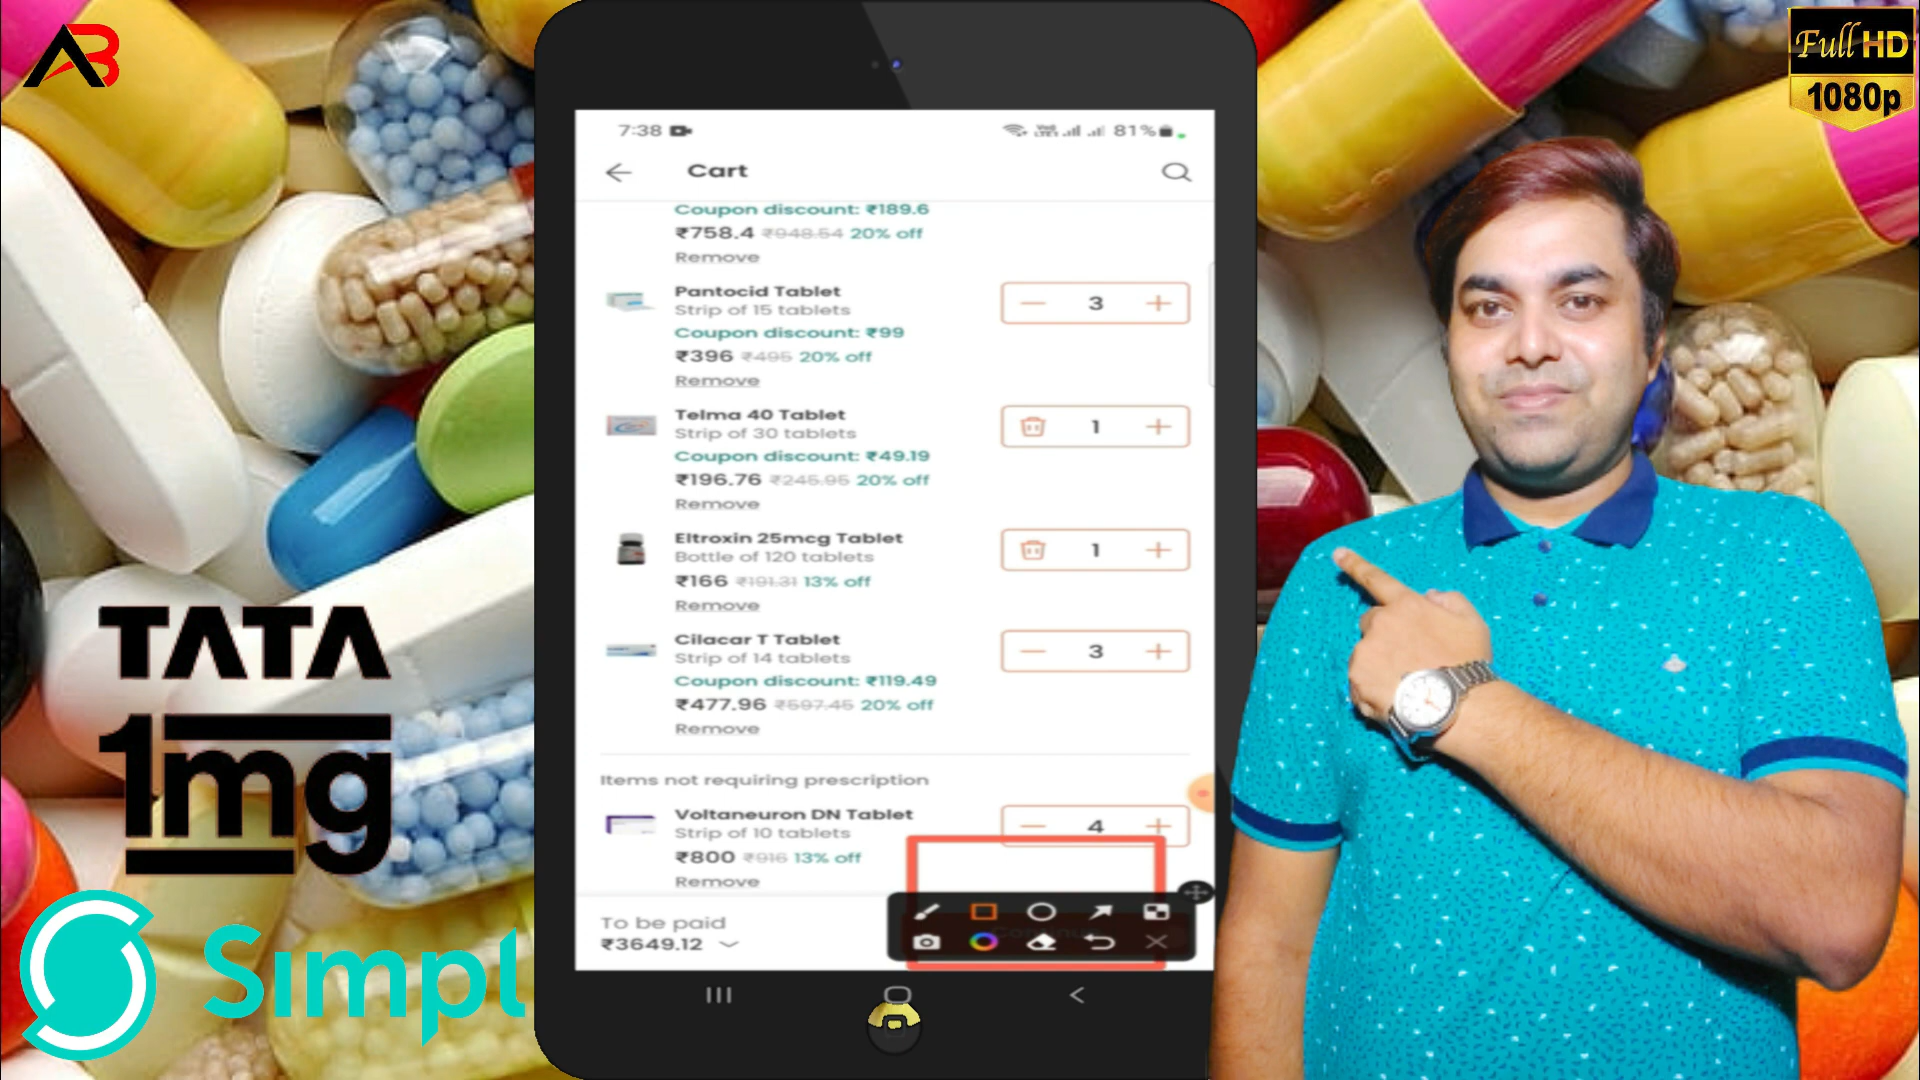 AB
Full HD
1080p
7:38
81%
Cart
Coupon discount: ₹189.6
₹758.4 ₹948.54 20% off
Remove
Pantocid Tablet
Strip of 15 tablets
3
Coupon discount: ₹99
₹396 ₹495 20% off
Remove
Telma 40 Tablet
Strip of 30 tablets
1
Coupon discount: ₹49.19
₹196.76 ₹245.95 20% off
Remove
Eltroxin 25mcg Tablet
Bottle of 120 tablets
1
₹166 ₹191.31 13% off
Remove
Cilacar T Tablet
Strip of 14 tablets
3
Coupon discount: ₹119.49
₹477.96 ₹597.45 20% off
Remove
Items not requiring prescription
Voltaneuron DN Tablet
Strip of 10 tablets
4
₹800 ₹916 13% off
Remove
To be paid
₹3649.12
TATA
1mg
Simpl